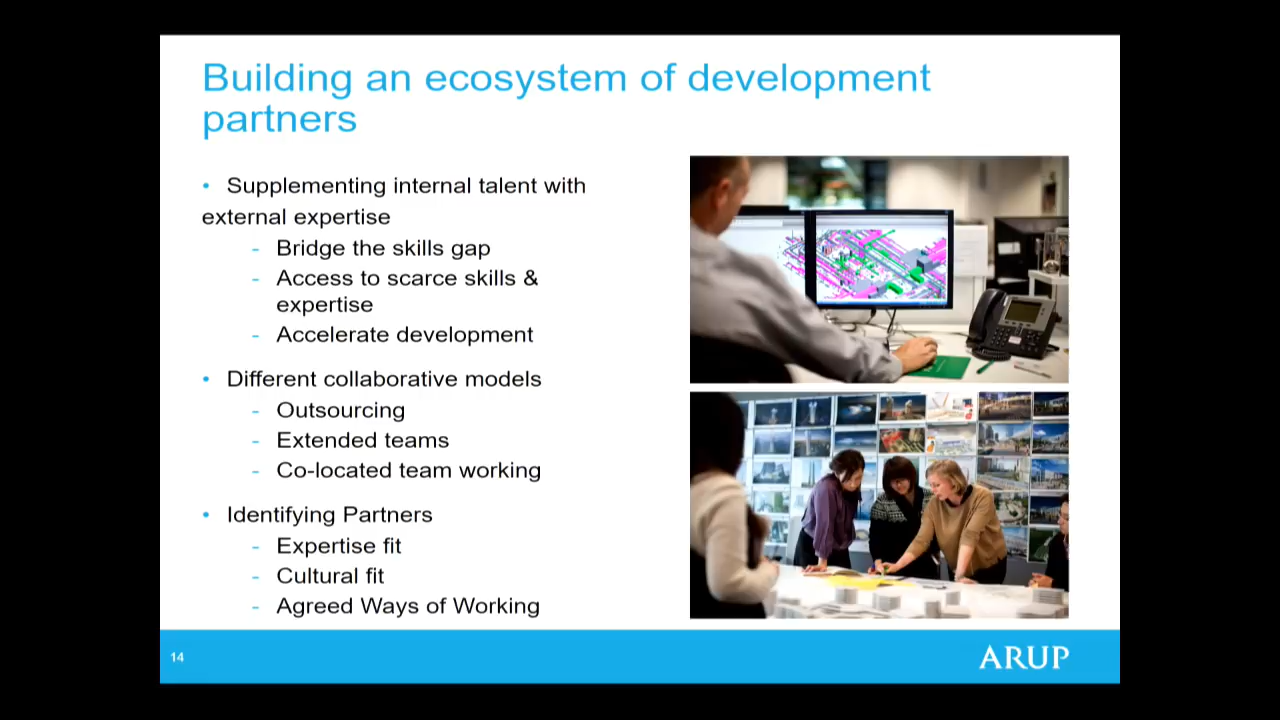 Building an ecosystem of development
partners
• Supplementing internal talent with
external expertise
- Bridge the skills gap
- Access to scarce skills &
expertise
- Accelerate development
• Different collaborative models
- Outsourcing
- Extended teams
- Co-located team working
• Identifying Partners
- Expertise fit
- Cultural fit
- Agreed Ways of Working
14
ARUP